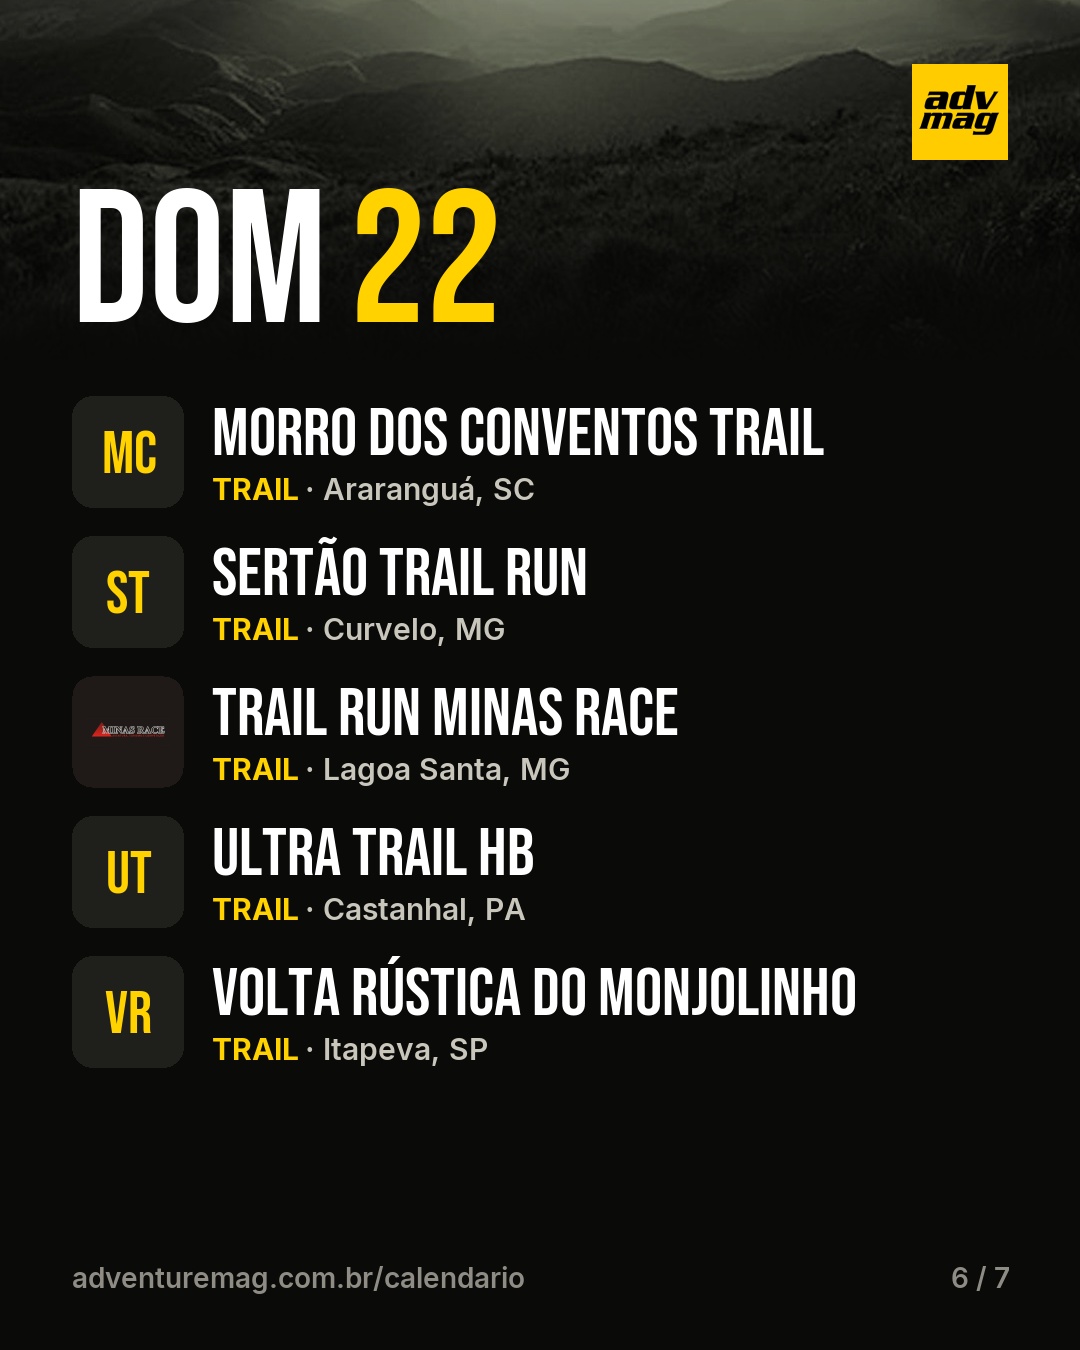 adv
mag
DOM 22
MC
MORRO DOS CONVENTOS TRAIL
TRAIL · Araranguá, SC
ST
SERTÃO TRAIL RUN
TRAIL · Curvelo, MG
MINAS RACE
TRAIL RUN MINAS RACE
TRAIL · Lagoa Santa, MG
UT
ULTRA TRAIL HB
TRAIL · Castanhal, PA
VR
VOLTA RÚSTICA DO MONJOLINHO
TRAIL · Itapeva, SP
adventuremag.com.br/calendario
6 / 7